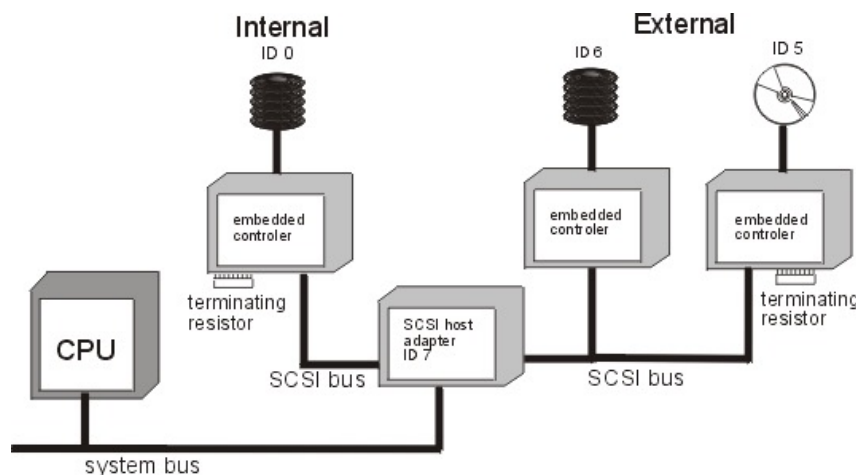 Internal
External
ID 0
ID 6
ID 5
embedded
controler
embedded
controler
embedded
controler
terminating
resistor
terminating
resistor
CPU
SCSI host
adapter
ID 7
SCSI bus
SCSI bus
system bus